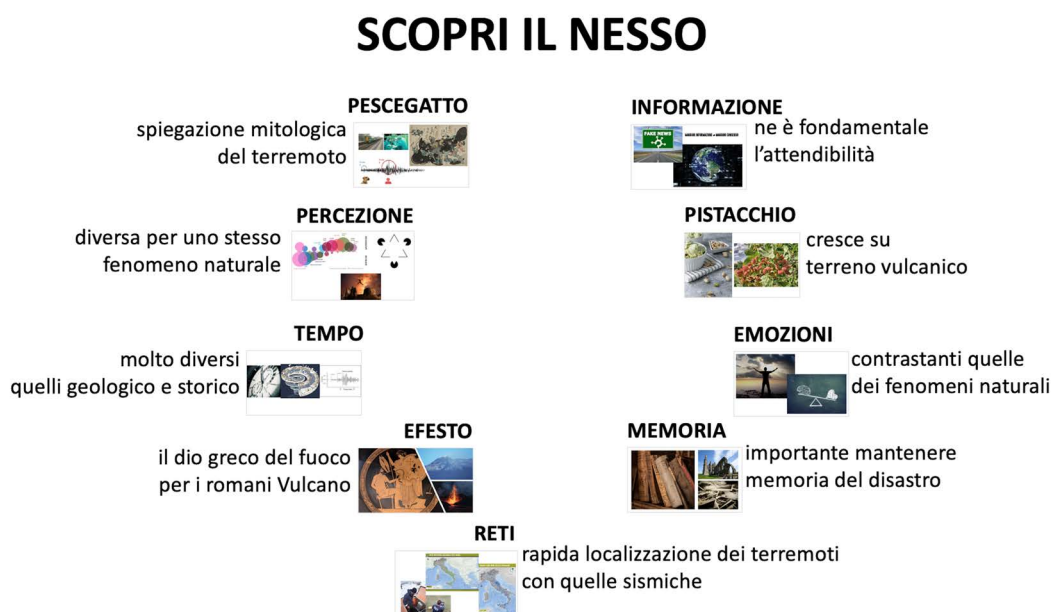 SCOPRI IL NESSO
PESCEGATTO
spiegazione mitologica
del terremoto
INFORMAZIONE
FAKE NEWS
ne è fondamentale
l'attendibilità
PERCEZIONE
diversa per uno stesso
fenomeno naturale
PISTACCHIO
cresce su
terreno vulcanico
TEMPO
molto diversi
quelli geologico e storico
EMOZIONI
contrastanti quelle
dei fenomeni naturali
EFESTO
il dio greco del fuoco
per i romani Vulcano
MEMORIA
importante mantenere
memoria del disastro
RETI
rapida localizzazione dei terremoti
con quelle sismiche